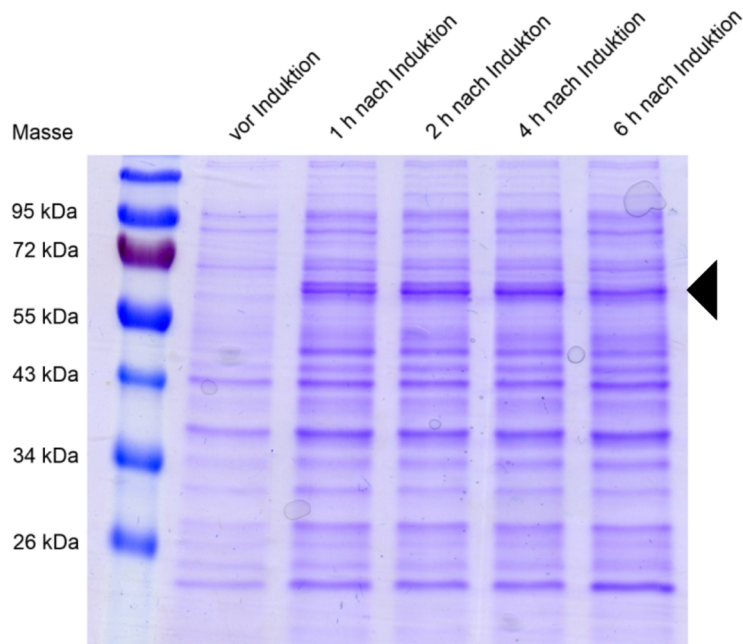 Masse
vor Induktion
1 h nach Induktion
2 h nach Indukton
4 h nach Induktion
6 h nach Induktion
95 kDa
72 kDa
55 kDa
43 kDa
34 kDa
26 kDa